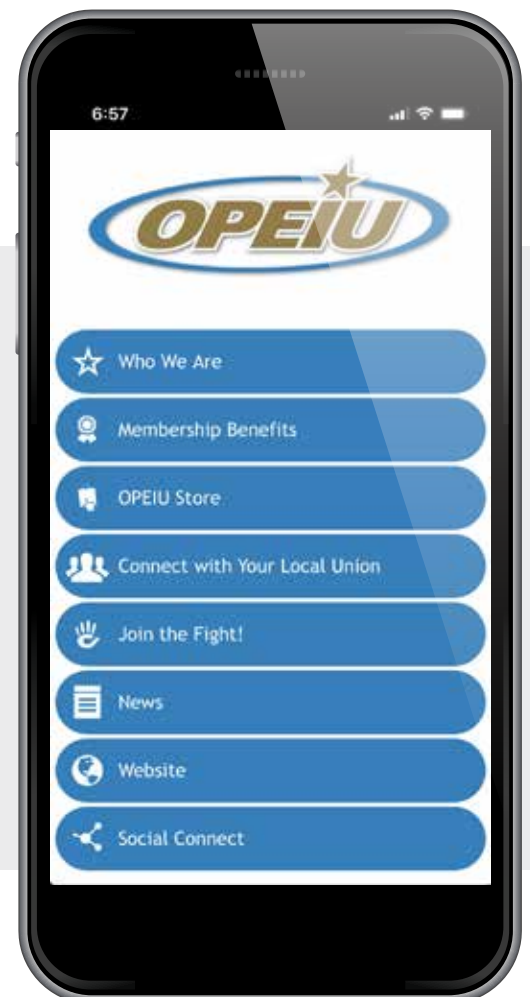 6:57
OPEIU
Who We Are
Membership Benefits
OPEIU Store
Connect with Your Local Union
Join the Fight!
News
Website
Social Connect